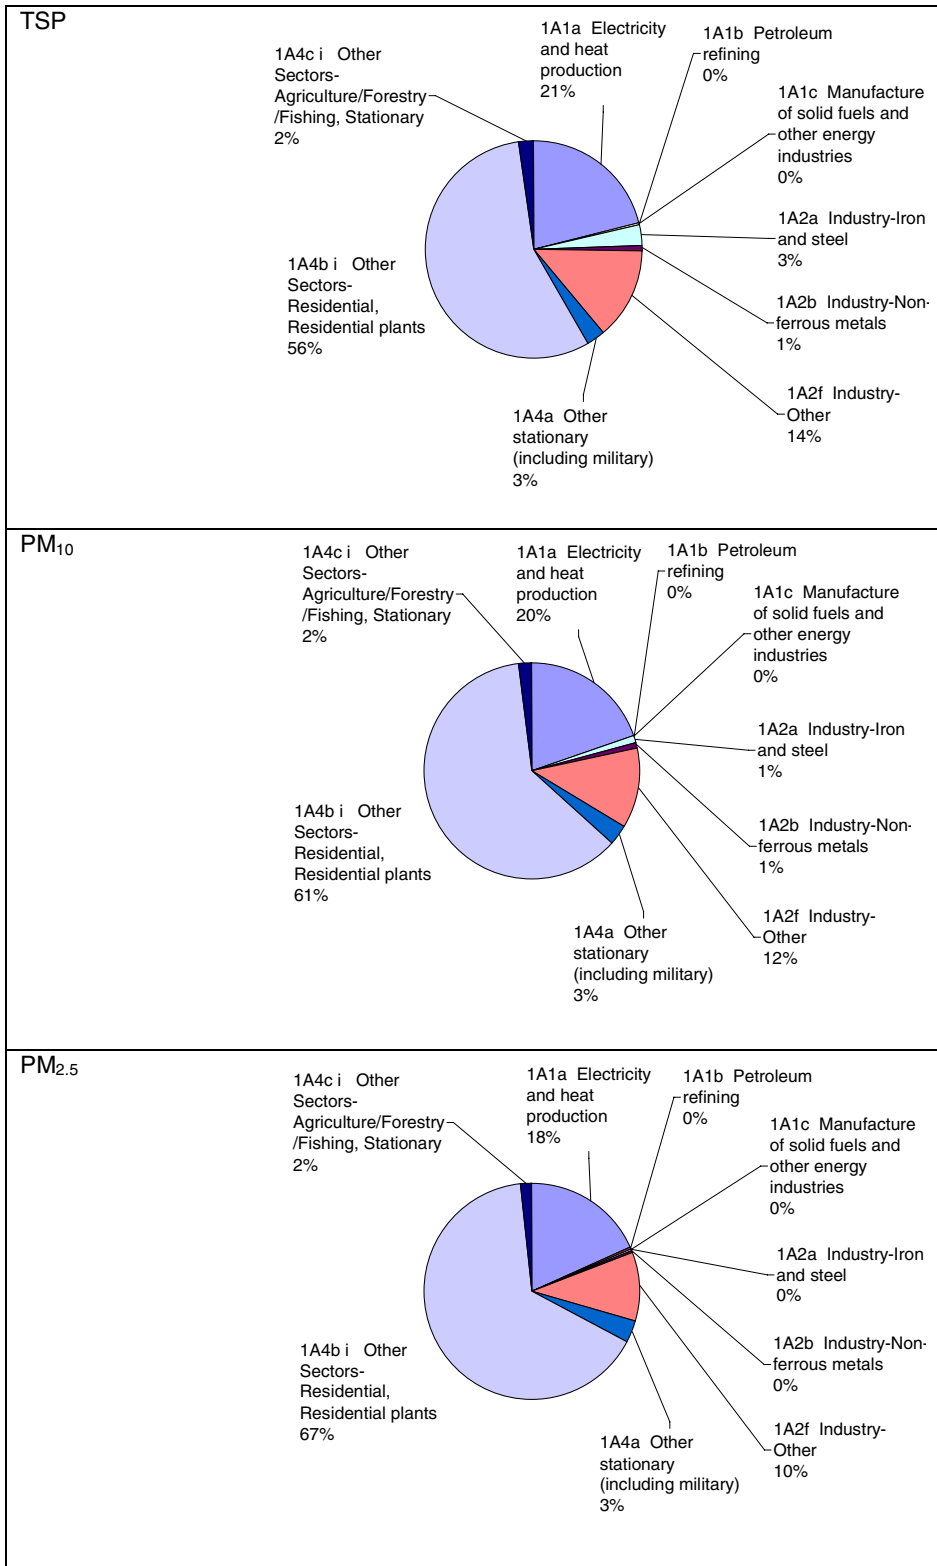 TSP
1A4c i Other
Sectors-
Agriculture/Forestry
/Fishing, Stationary
2%
1A1a Electricity
and heat
production
21%
1A1b Petroleum
refining
0%
1A1c Manufacture
of solid fuels and
other energy
industries
0%
1A2a Industry-Iron
and steel
3%
1A2b Industry-Non-
ferrous metals
1%
1A2f Industry-
Other
14%
1A4a Other
stationary
(including military)
3%
1A4b i Other
Sectors-
Residential,
Residential plants
56%
PM10
1A4c i Other
Sectors-
Agriculture/Forestry
/Fishing, Stationary
2%
1A1a Electricity
and heat
production
20%
1A1b Petroleum
refining
0%
1A1c Manufacture
of solid fuels and
other energy
industries
0%
1A2a Industry-Iron
and steel
1%
1A2b Industry-Non-
ferrous metals
1%
1A2f Industry-
Other
12%
1A4a Other
stationary
(including military)
3%
1A4b i Other
Sectors-
Residential,
Residential plants
61%
PM2.5
1A4c i Other
Sectors-
Agriculture/Forestry
/Fishing, Stationary
2%
1A1a Electricity
and heat
production
18%
1A1b Petroleum
refining
0%
1A1c Manufacture
of solid fuels and
other energy
industries
0%
1A2a Industry-Iron
and steel
0%
1A2b Industry-Non-
ferrous metals
0%
1A2f Industry-
Other
10%
1A4a Other
stationary
(including military)
3%
1A4b i Other
Sectors-
Residential,
Residential plants
67%